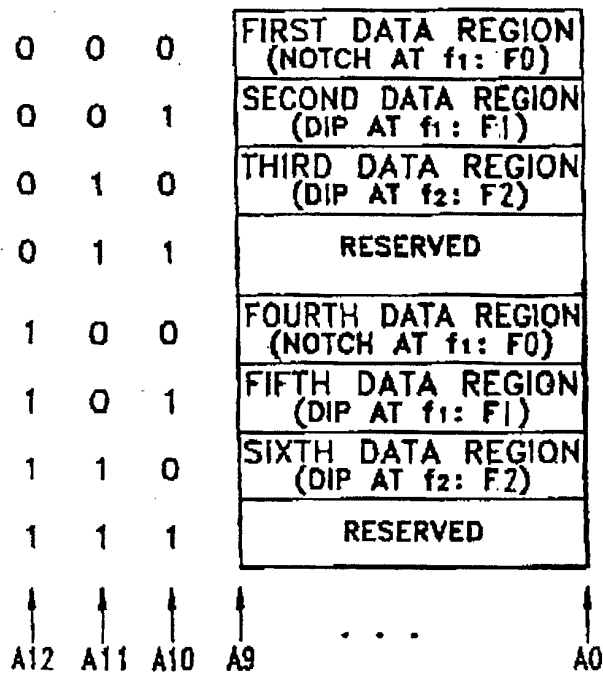 0 0 0 FIRST DATA REGION
(NOTCH AT f1: F0)
0 0 1 SECOND DATA REGION
(DIP AT f1: F1)
0 1 0 THIRD DATA REGION
(DIP AT f2: F2)
0 1 1 RESERVED
1 0 0 FOURTH DATA REGION
(NOTCH AT f1: F0)
1 0 1 FIFTH DATA REGION
(DIP AT f1: F1)
1 1 0 SIXTH DATA REGION
(DIP AT f2: F2)
1 1 1 RESERVED
A12 A11 A10 A9 ... A0